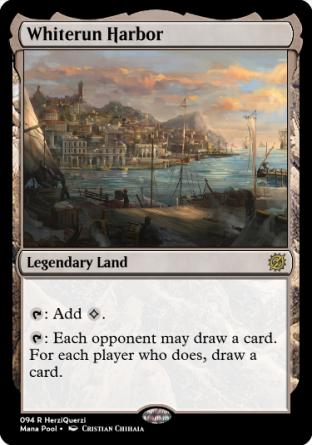 Whiterun Harbor
Legendary Land
: Add .
: Each opponent may draw a card.
For each player who does, draw a
card.
094 R HerziQuerzi
Mana Pool • Cristian Chihaia